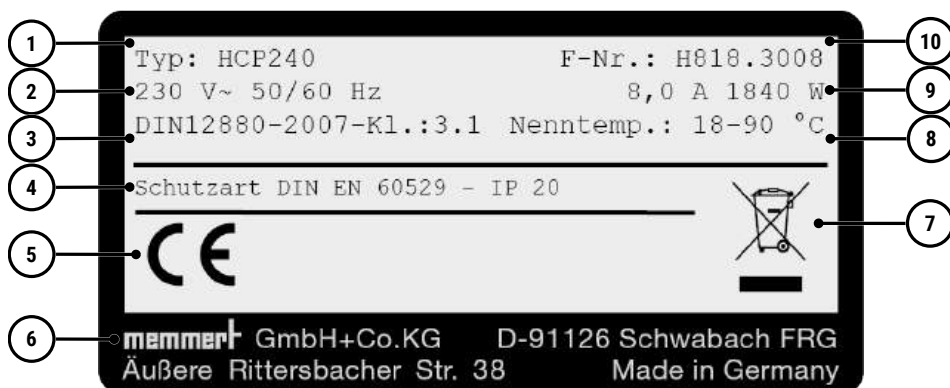 1
Typ: HCP240
F-Nr.: H818.3008
10
2
230 V~ 50/60 Hz
8,0 A 1840 W
9
3
DIN12880-2007-Kl.:3.1 Nenntemp.: 18-90 °C
8
4
Schutzart DIN EN 60529 - IP 20
7
5
CE
6
memmert GmbH+Co.KG D-91126 Schwabach FRG
Äußere Rittersbacher Str. 38 Made in Germany